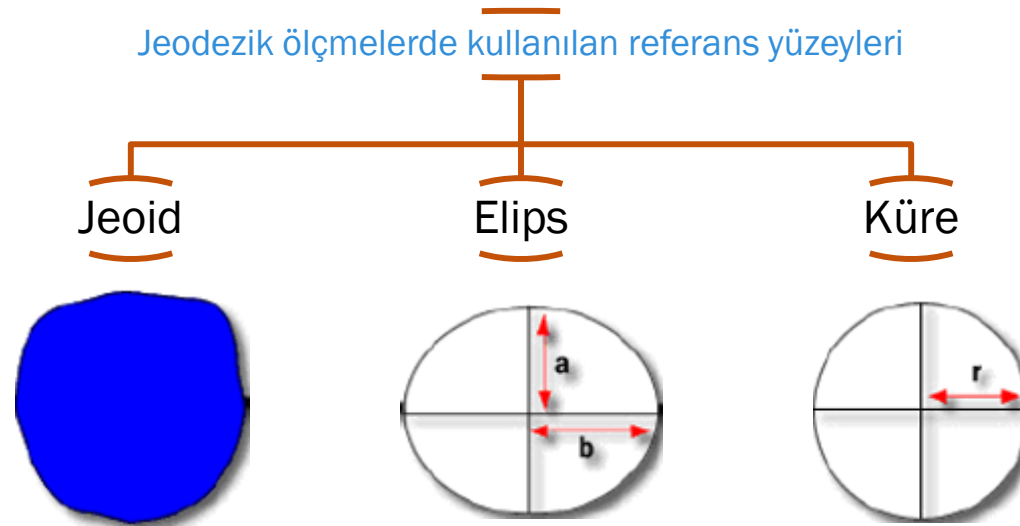 Jeodezik ölçmelerde kullanılan referans yüzeyleri
Jeoid
Elips
Küre
a
b
r